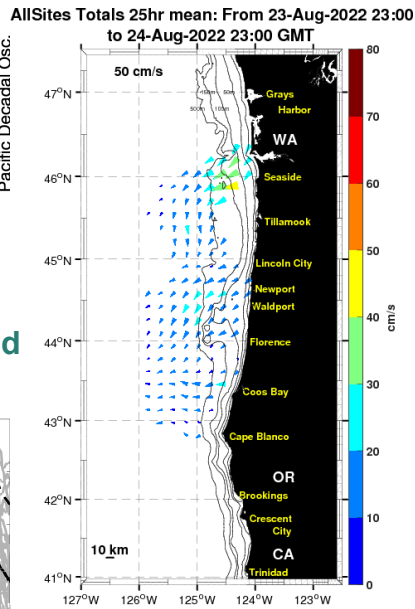 AllSites Totals 25hr mean: From 23-Aug-2022 23:00
to 24-Aug-2022 23:00 GMT
Pacific Decadal Osc.
50 cm/s
80
70
60
50
40
30
20
10
0
cm/s
47°N
46°N
45°N
44°N
43°N
42°N
41°N
50m
500m
100m
Grays
Harbor
WA
Seaside
Tillamook
Lincoln City
Newport
Waldport
Florence
Coos Bay
Cape Blanco
OR
Brookings
Crescent
City
CA
Trinidad
10 km
127°W
126°W
125°W
124°W
123°W
d